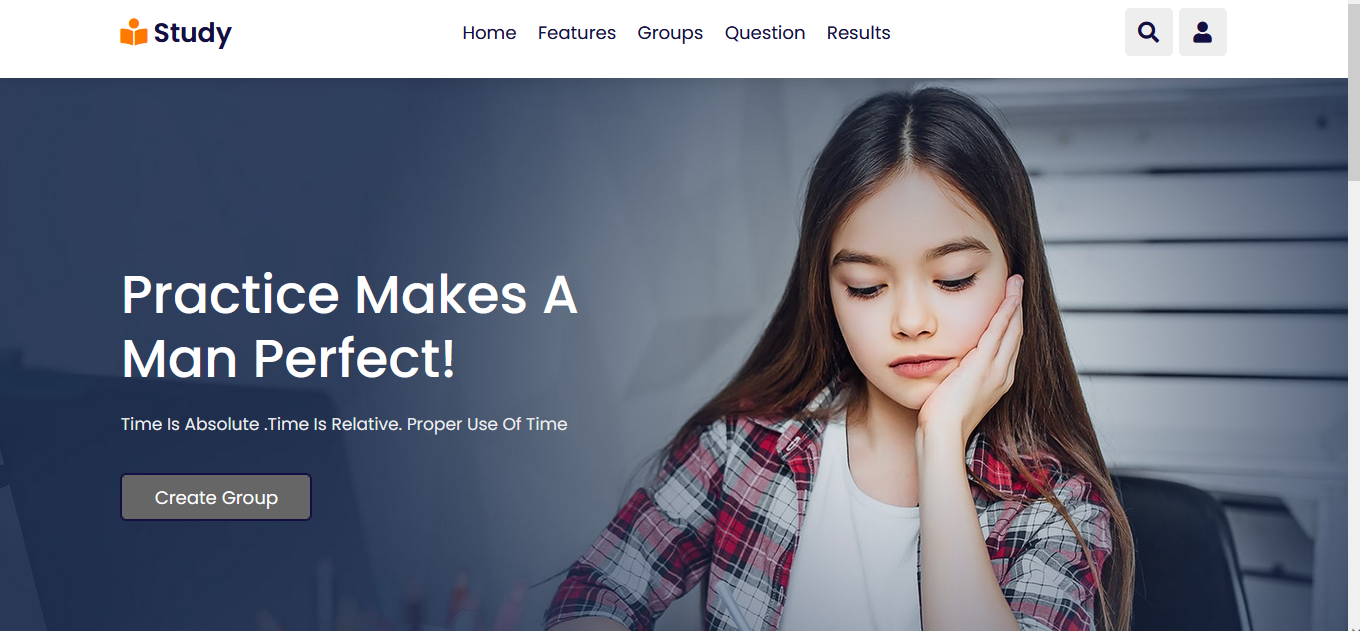 Study
Home Features Groups Question Results
Practice Makes A
Man Perfect!
Time Is Absolute .Time Is Relative. Proper Use Of Time
Create Group